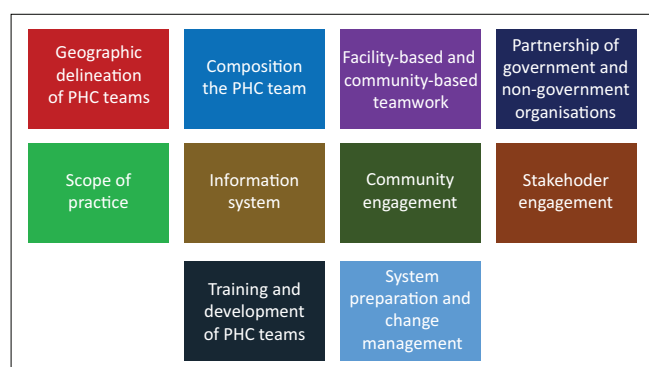 Geographic
delineation
of PHC teams
Composition
the PHC team
Facility-based and
community-based
teamwork
Partnership of
government and
non-government
organisations
Scope of
practice
Information
system
Community
engagement
Stakehoder
engagement
Training and
development
of PHC teams
System
preparation and
change
management